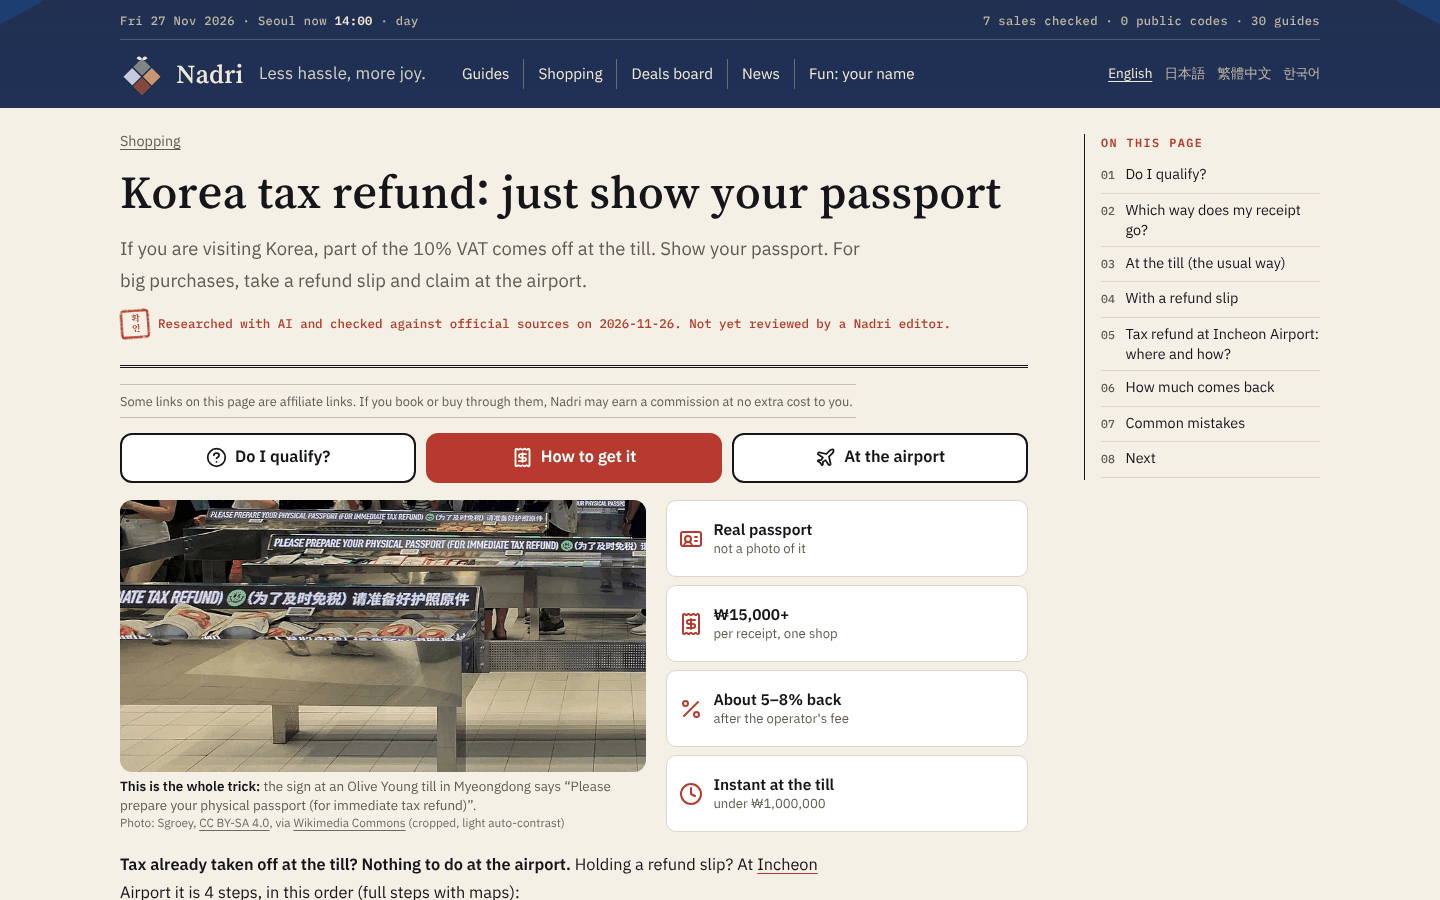 Fri 27 Nov 2026 · Seoul now 14:00 · day
7 sales checked · 0 public codes · 30 guides
Nadri
Less hassle, more joy.
Guides
Shopping
Deals board
News
Fun: your name
English
日本語
繁體中文
한국어
Shopping
Korea tax refund: just show your passport
If you are visiting Korea, part of the 10% VAT comes off at the till. Show your passport. For
big purchases, take a refund slip and claim at the airport.
확
인
Researched with AI and checked against official sources on 2026-11-26. Not yet reviewed by a Nadri editor.
Some links on this page are affiliate links. If you book or buy through them, Nadri may earn a commission at no extra cost to you.
Do I qualify?
How to get it
At the airport
PLEASE PREPARE YOUR PHYSICAL PASSPORT (FOR IMMEDIATE TAX REFUND)
PLEASE PREPARE YOUR PHYSICAL PASSPORT (FOR IMMEDIATE TAX REFUND) (为了及时免税) 请准备好护照原件
IATE TAX REFUND) (为了及时免税) 请准备好护照原件
Real passport
not a photo of it
₩15,000+
per receipt, one shop
About 5–8% back
after the operator's fee
Instant at the till
under ₩1,000,000
This is the whole trick: the sign at an Olive Young till in Myeongdong says “Please
prepare your physical passport (for immediate tax refund)”.
Photo: Sgroey, CC BY-SA 4.0, via Wikimedia Commons (cropped, light auto-contrast)
Tax already taken off at the till? Nothing to do at the airport. Holding a refund slip? At Incheon
Airport it is 4 steps, in this order (full steps with maps):
ON THIS PAGE
01 Do I qualify?
02 Which way does my receipt
go?
03 At the till (the usual way)
04 With a refund slip
05 Tax refund at Incheon Airport:
where and how?
06 How much comes back
07 Common mistakes
08 Next